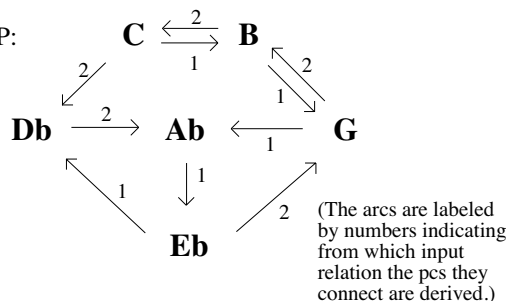 P:
C 2 B
1
2 1 2
Db 2 Ab 1 G
1
1 2
Eb
(The arcs are labeled
by numbers indicating
from which input
relation the pcs they
connect are derived.)